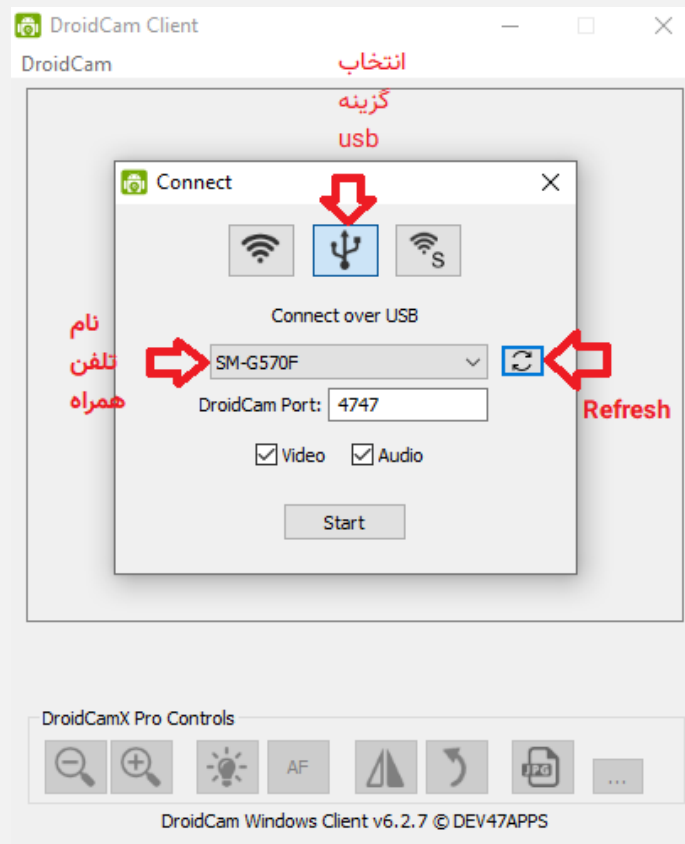 DroidCam Client
DroidCam
انتخاب
گزینه
usb
Connect
S
Connect over USB
نام
تلفن
همراه
SM-G570F
Refresh
DroidCam Port: 4747
Video Audio
Start
DroidCamX Pro Controls
AF
JPG
...
DroidCam Windows Client v6.2.7 © DEV47APPS